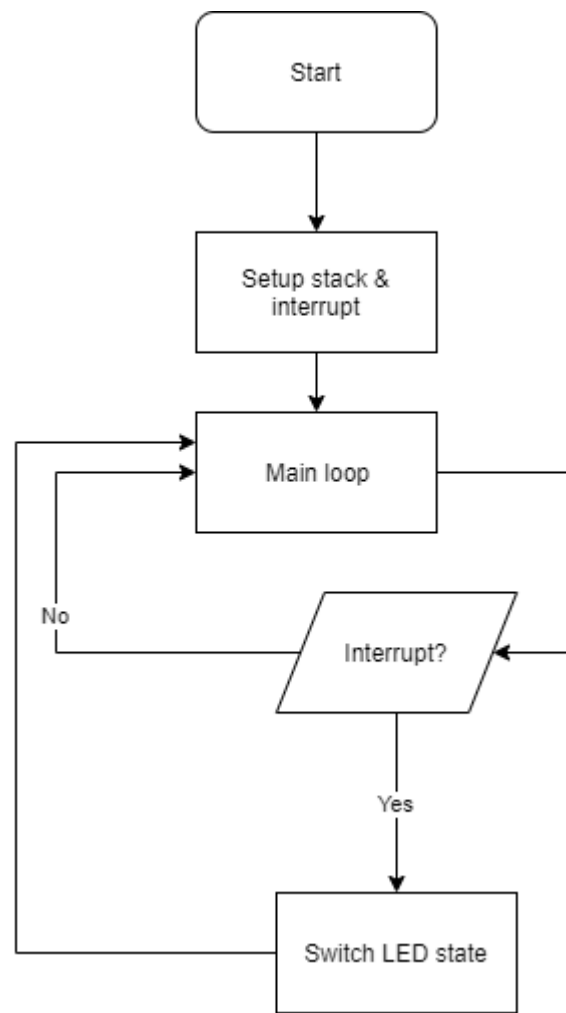 Start
Setup stack &
interrupt
Main loop
No
Interrupt?
Yes
Switch LED state